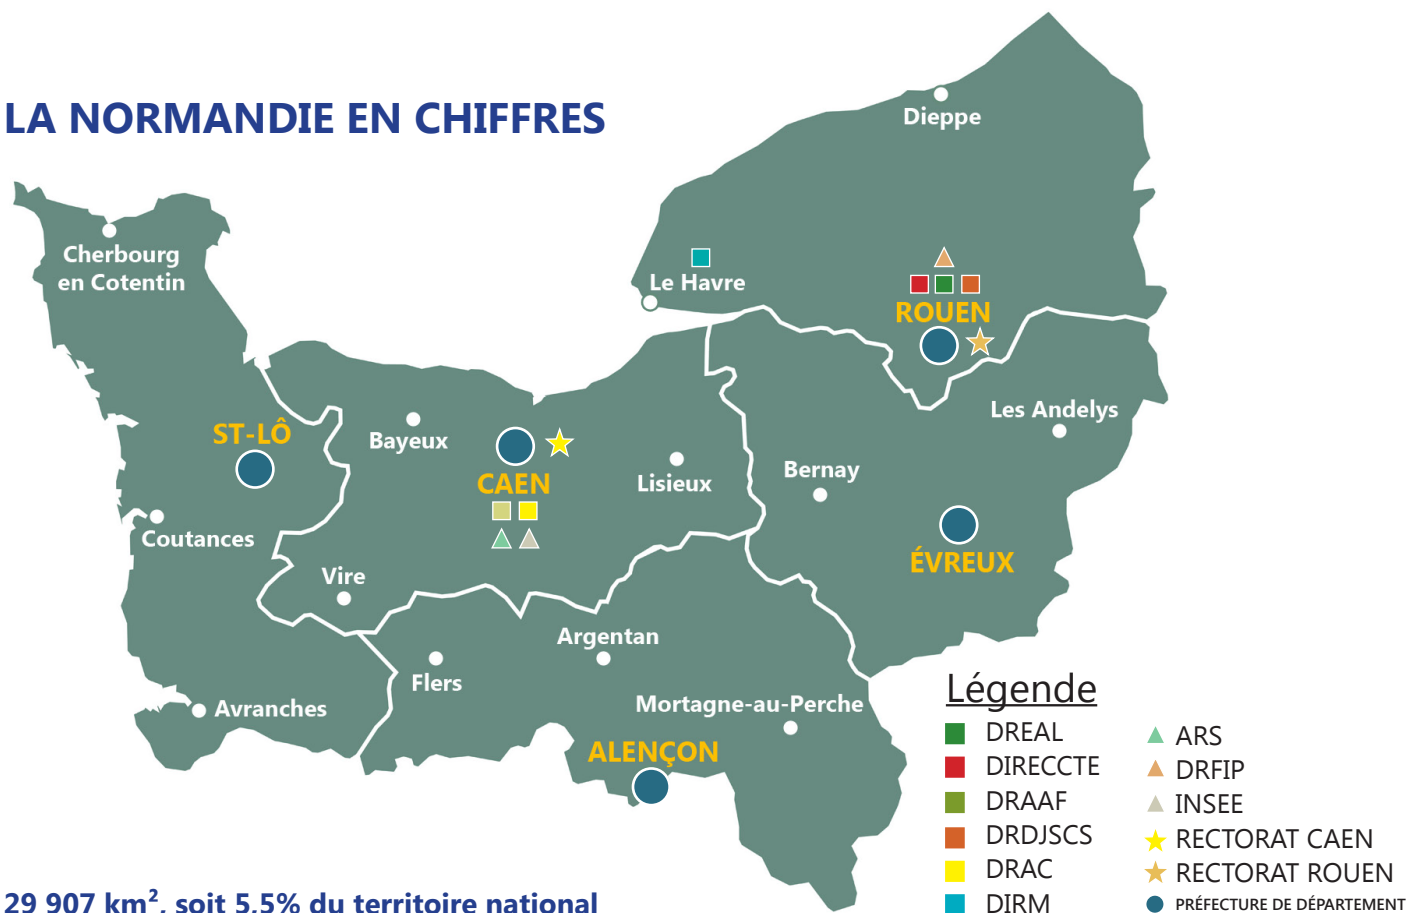 LA NORMANDIE EN CHIFFRES
Dieppe
Cherbourg
en Cotentin
Le Havre
ROUEN
Les Andelys
ST-LÔ
Bayeux
CAEN
Lisieux
Bernay
Coutances
ÉVREUX
Vire
Argentan
Flers
Mortagne-au-Perche
Avranches
ALENÇON
Légende
DREAL
DIRECCTE
DRAAF
DRDJSCS
DRAC
DIRM
ARS
DRFIP
INSEE
RECTORAT CAEN
RECTORAT ROUEN
PRÉFECTURE DE DÉPARTEMENT
29 907 km², soit 5,5% du territoire national